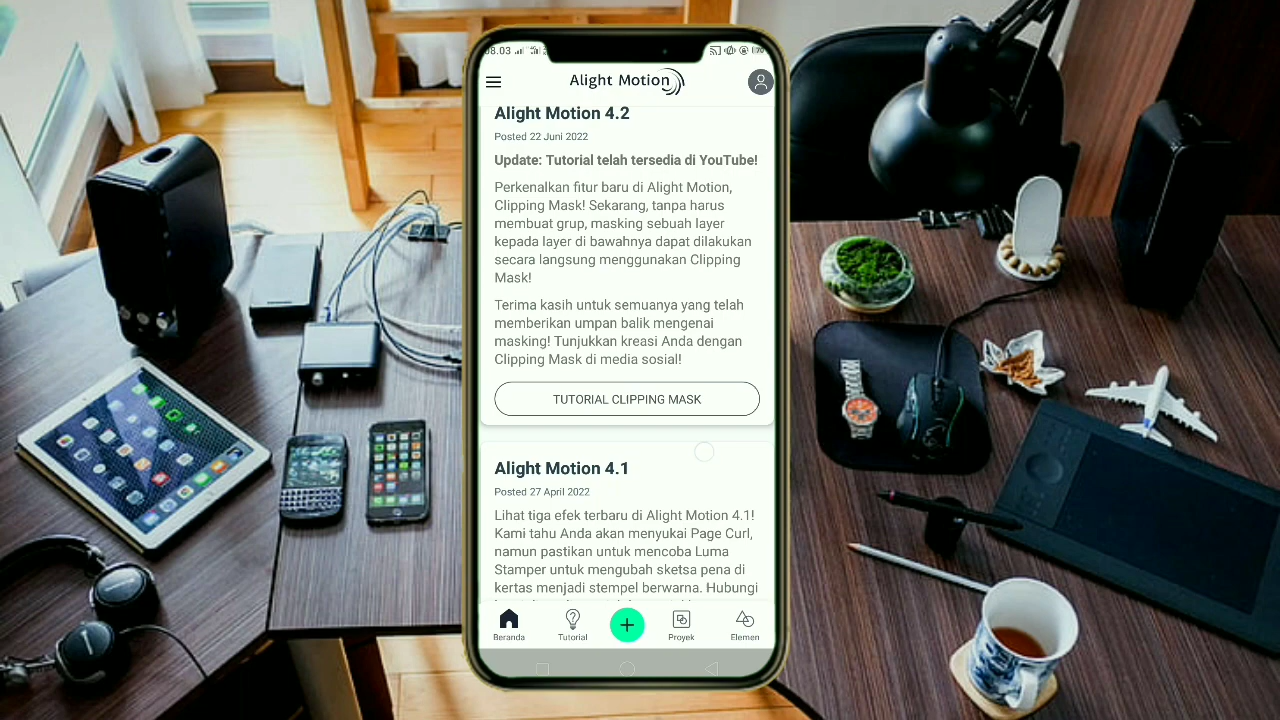 08.03
Alight Motion
Alight Motion 4.2
Posted 22 Juni 2022
Update: Tutorial telah tersedia di YouTube!
Perkenalkan fitur baru di Alight Motion,
Clipping Mask! Sekarang, tanpa harus
membuat grup, masking sebuah layer
kepada layer di bawahnya dapat dilakukan
secara langsung menggunakan Clipping
Mask!
Terima kasih untuk semuanya yang telah
memberikan umpan balik mengenai
masking! Tunjukkan kreasi Anda dengan
Clipping Mask di media sosial!
TUTORIAL CLIPPING MASK
Alight Motion 4.1
Posted 27 April 2022
Lihat tiga efek terbaru di Alight Motion 4.1!
Kami tahu Anda akan menyukai Page Curl,
namun pastikan untuk mencoba Luma
Stamper untuk mengubah sketsa pena di
kertas menjadi stempel berwarna. Hubungi
Beranda
Tutorial
Proyek
Elemen